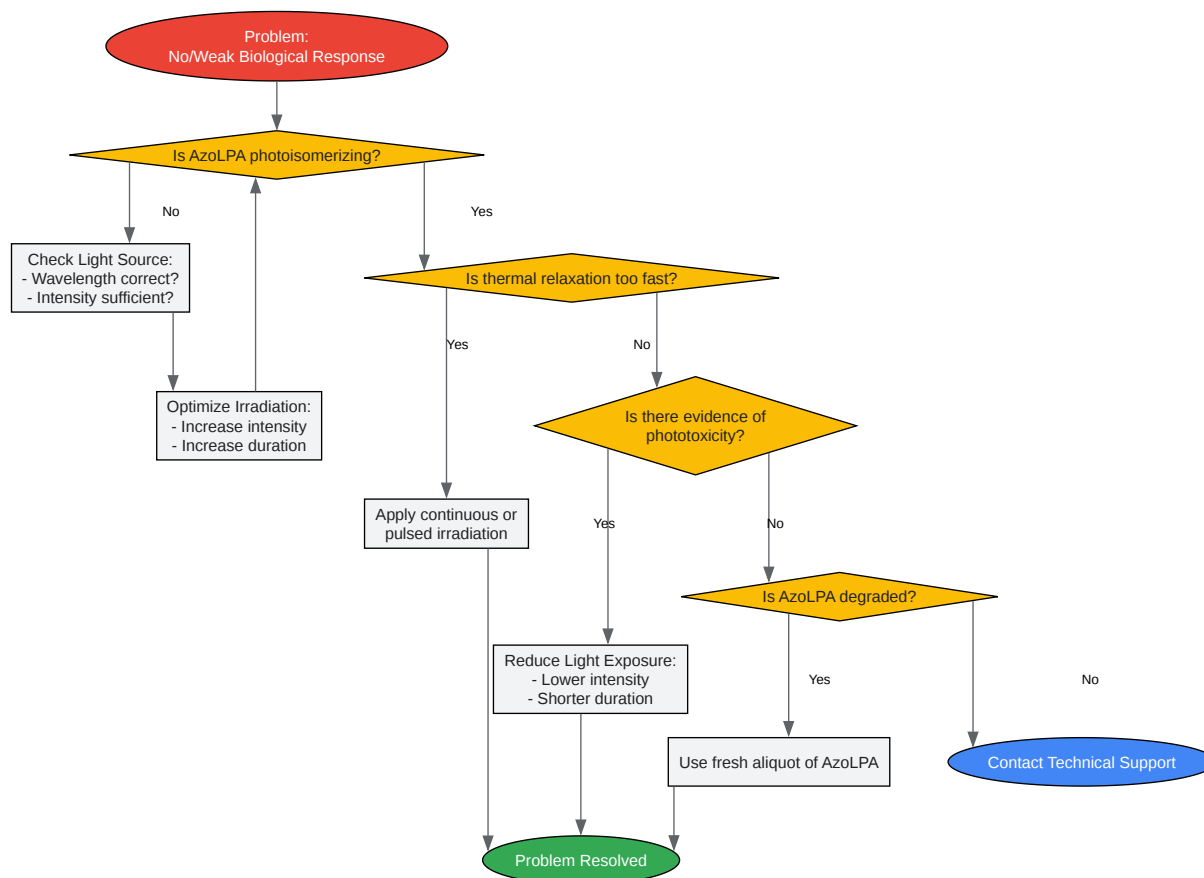 Problem:
No/Weak Biological Response
Is AzoLPA photoisomerizing?
No
Yes
Check Light Source:
- Wavelength correct?
- Intensity sufficient?
Is thermal relaxation too fast?
Yes
No
Optimize Irradiation:
- Increase intensity
- Increase duration
Is there evidence of
phototoxicity?
Apply continuous or
pulsed irradiation
Yes
No
Is AzoLPA degraded?
Reduce Light Exposure:
- Lower intensity
- Shorter duration
Yes
No
Use fresh aliquot of AzoLPA
Contact Technical Support
Problem Resolved